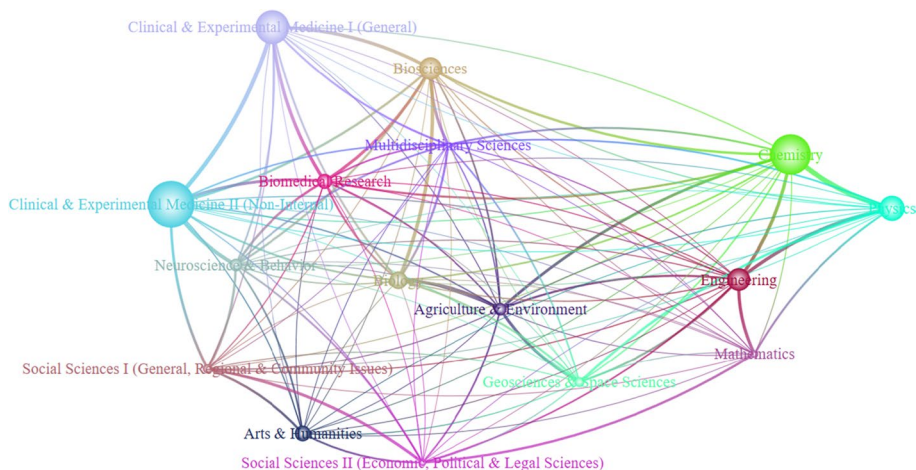 Clinical & Experimental Medicine I (General)
Biosciences
Multidisciplinary Sciences
Chemistry
Biomedical Research
Clinical & Experimental Medicine II (Non-Internal)
Physics
Neuroscience & Behavior
Biology
Engineering
Agriculture & Environment
Mathematics
Social Sciences I (General, Regional & Community Issues)
Geosciences & Space Sciences
Arts & Humanities
Social Sciences II (Economic, Political & Legal Sciences)